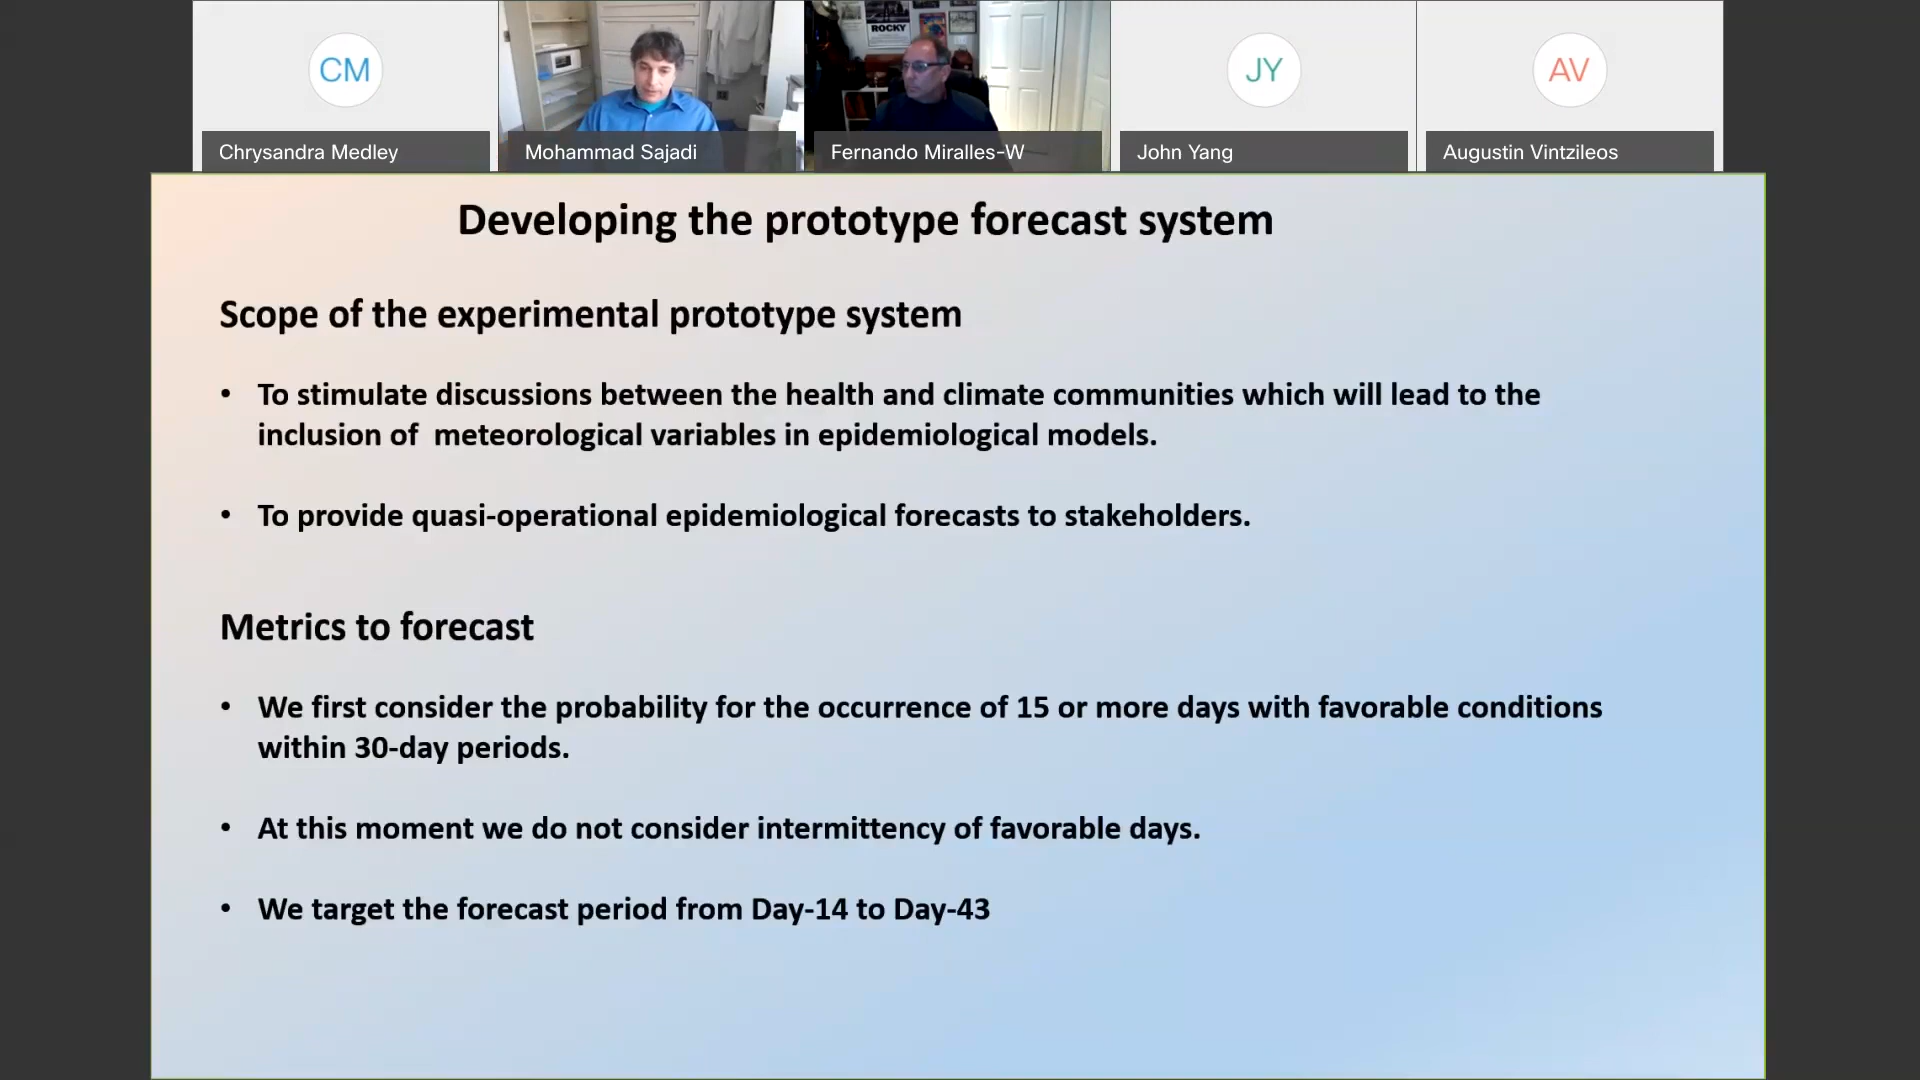 CM
ROCKY
JY
AV
Chrysandra Medley
Mohammad Sajadi
Fernando Miralles-W
John Yang
Augustin Vintzileos
Developing the prototype forecast system
Scope of the experimental prototype system
• To stimulate discussions between the health and climate communities which will lead to the
inclusion of meteorological variables in epidemiological models.
• To provide quasi-operational epidemiological forecasts to stakeholders.
Metrics to forecast
• We first consider the probability for the occurrence of 15 or more days with favorable conditions
within 30-day periods.
• At this moment we do not consider intermittency of favorable days.
• We target the forecast period from Day-14 to Day-43